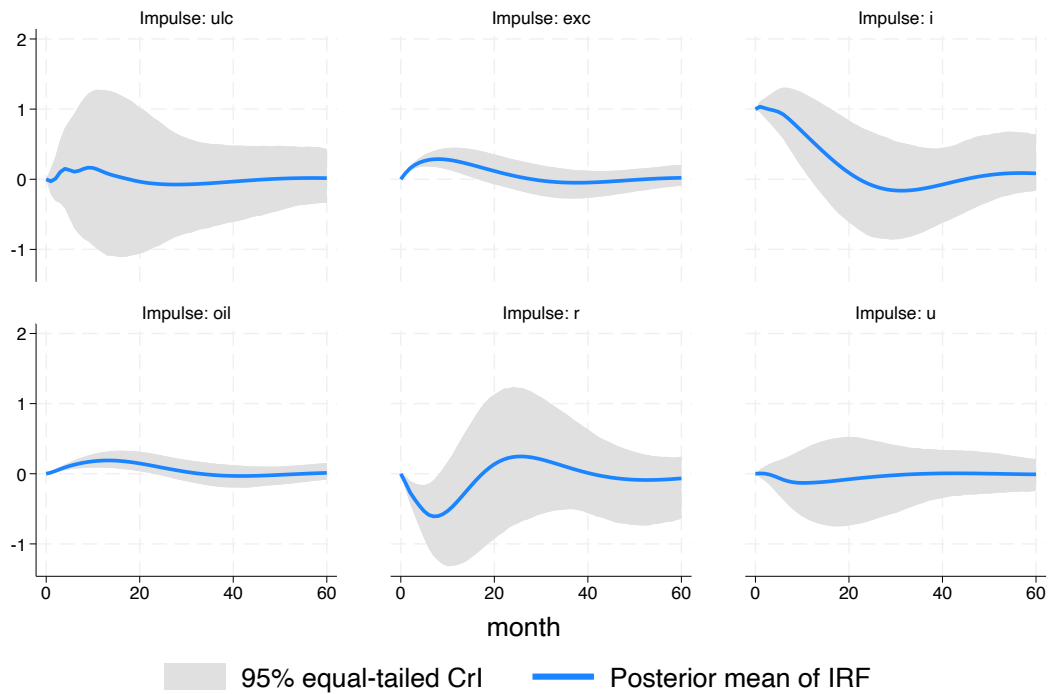 Impulse: ulc
Impulse: exc
Impulse: i
2
1
0
-1
Impulse: oil
Impulse: r
Impulse: u
2
1
0
-1
0 20 40 60
0 20 40 60
0 20 40 60
month
95% equal-tailed CrI
Posterior mean of IRF